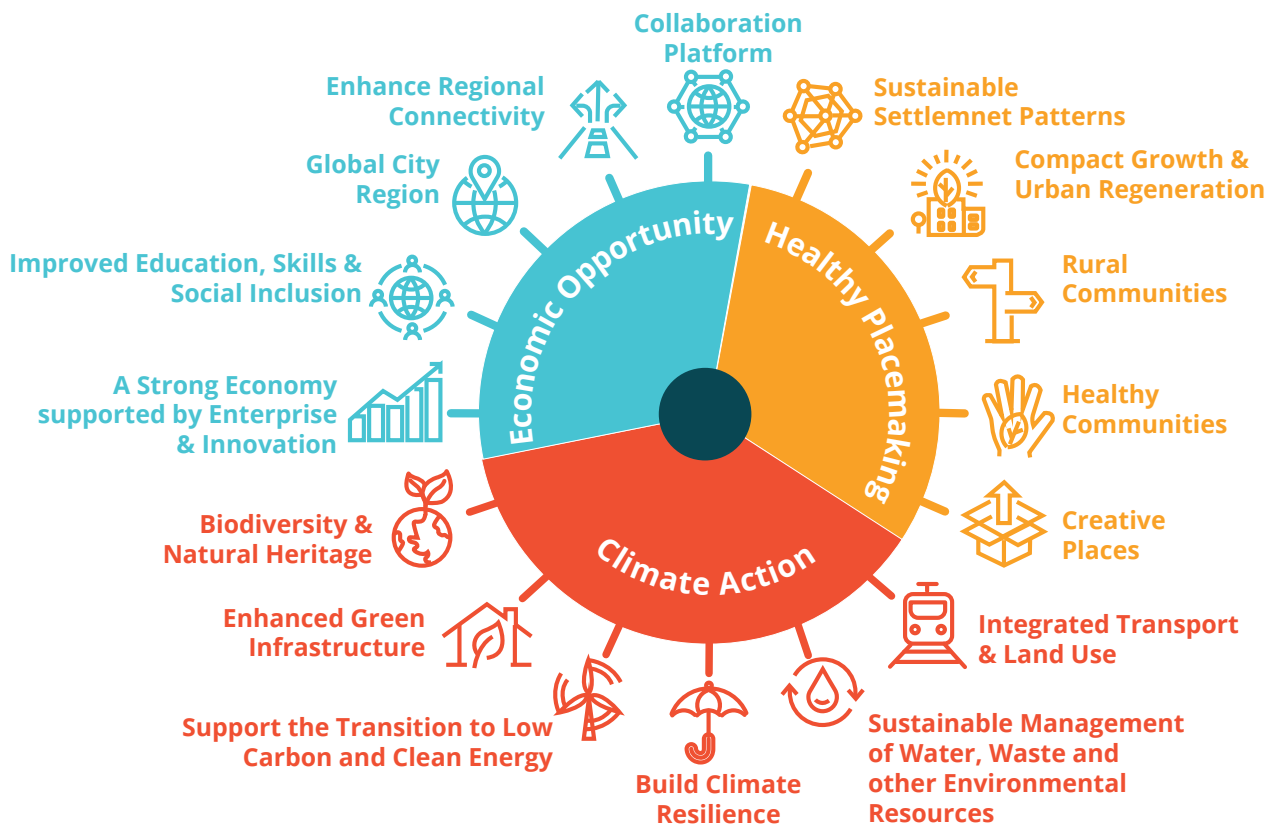 Collaboration
Platform
Sustainable
Settlemnet Patterns
Compact Growth &
Urban Regeneration
Rural
Communities
Healthy
Communities
Creative
Places
Integrated Transport
& Land Use
Sustainable Management
of Water, Waste and
other Environmental
Resources
Build Climate
Resilience
Support the Transition to Low
Carbon and Clean Energy
Enhanced Green
Infrastructure
Biodiversity &
Natural Heritage
A Strong Economy
supported by Enterprise
& Innovation
Improved Education, Skills &
Social Inclusion
Global City
Region
Enhance Regional
Connectivity
Economic Opportunity
Healthy Placemaking
Climate Action